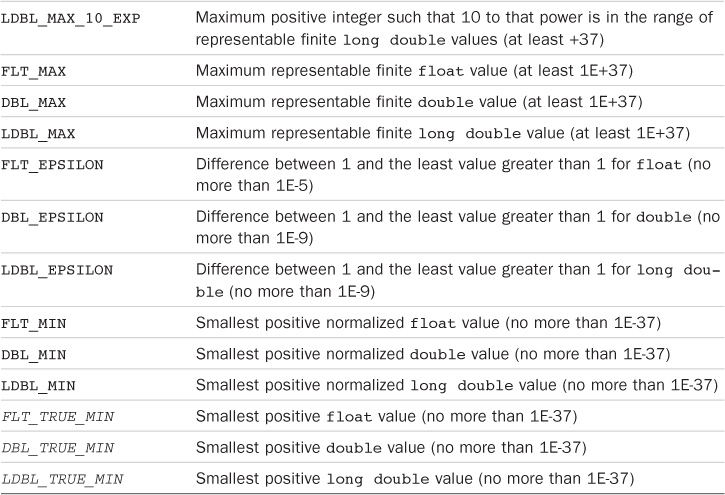 LDBL_MAX_10_EXP Maximum positive integer such that 10 to that power is in the range of
representable finite long double values (at least +37)
FLT_MAX Maximum representable finite float value (at least 1E+37)
DBL_MAX Maximum representable finite double value (at least 1E+37)
LDBL_MAX Maximum representable finite long double value (at least 1E+37)
FLT_EPSILON Difference between 1 and the least value greater than 1 for float (no
more than 1E-5)
DBL_EPSILON Difference between 1 and the least value greater than 1 for double (no
more than 1E-9)
LDBL_EPSILON Difference between 1 and the least value greater than 1 for long dou-
ble (no more than 1E-9)
FLT_MIN Smallest positive normalized float value (no more than 1E-37)
DBL_MIN Smallest positive normalized double value (no more than 1E-37)
LDBL_MIN Smallest positive normalized long double value (no more than 1E-37)
FLT_TRUE_MIN Smallest positive float value (no more than 1E-37)
DBL_TRUE_MIN Smallest positive double value (no more than 1E-37)
LDBL_TRUE_MIN Smallest positive long double value (no more than 1E-37)